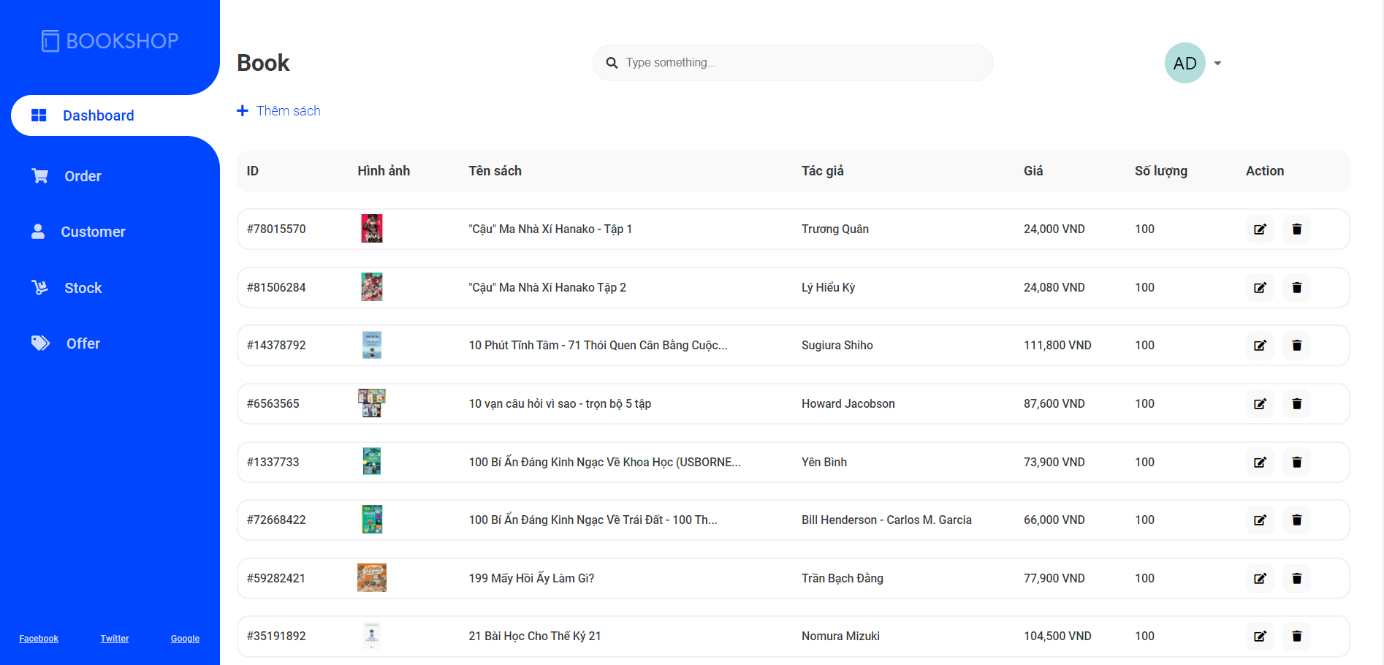 BOOKSHOP
Dashboard
Order
Customer
Stock
Offer
Facebook Twitter Google
Book
Type something...
AD
Thêm sách
ID Hình ảnh Tên sách Tác giả Giá Số lượng Action
#78015570 "Cậu" Ma Nhà Xí Hanako - Tập 1 Trương Quân 24,000 VND 100
#81506284 "Cậu" Ma Nhà Xí Hanako Tập 2 Lý Hiểu Kỳ 24,080 VND 100
#14378792 10 Phút Tĩnh Tâm - 71 Thói Quen Cân Bằng Cuộc... Sugiura Shiho 111,800 VND 100
#6563565 10 vạn câu hỏi vì sao - trọn bộ 5 tập Howard Jacobson 87,600 VND 100
#1337733 100 Bí Ẩn Đáng Kinh Ngạc Về Khoa Học (USBORNE... Yên Bình 73,900 VND 100
#72668422 100 Bí Ẩn Đáng Kinh Ngạc Về Trái Đất - 100 Th... Bill Henderson - Carlos M. Garcia 66,000 VND 100
#59282421 199 Mấy Hồi Ấy Làm Gì? Trần Bạch Đằng 77,900 VND 100
#35191892 21 Bài Học Cho Thế Kỷ 21 Nomura Mizuki 104,500 VND 100